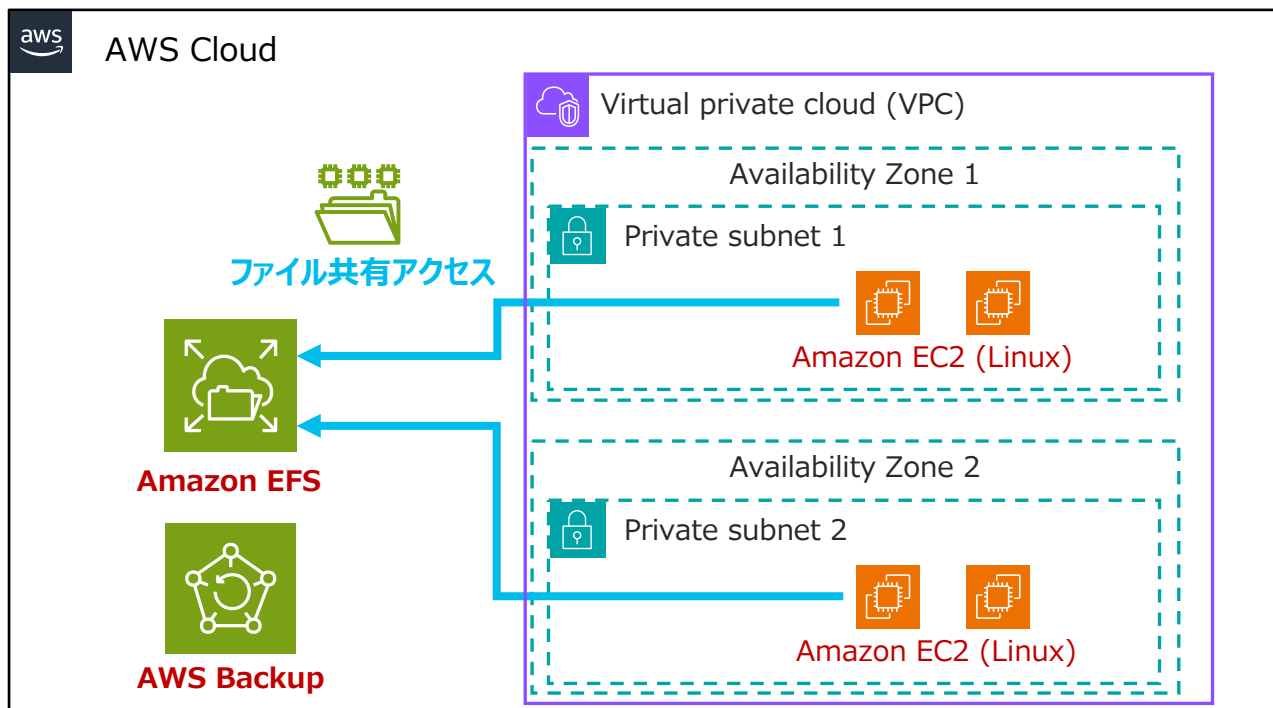 aws
AWS Cloud
Virtual private cloud (VPC)
Availability Zone 1
Private subnet 1
ファイル共有アクセス
Amazon EC2 (Linux)
Amazon EFS
Availability Zone 2
Private subnet 2
Amazon EC2 (Linux)
AWS Backup